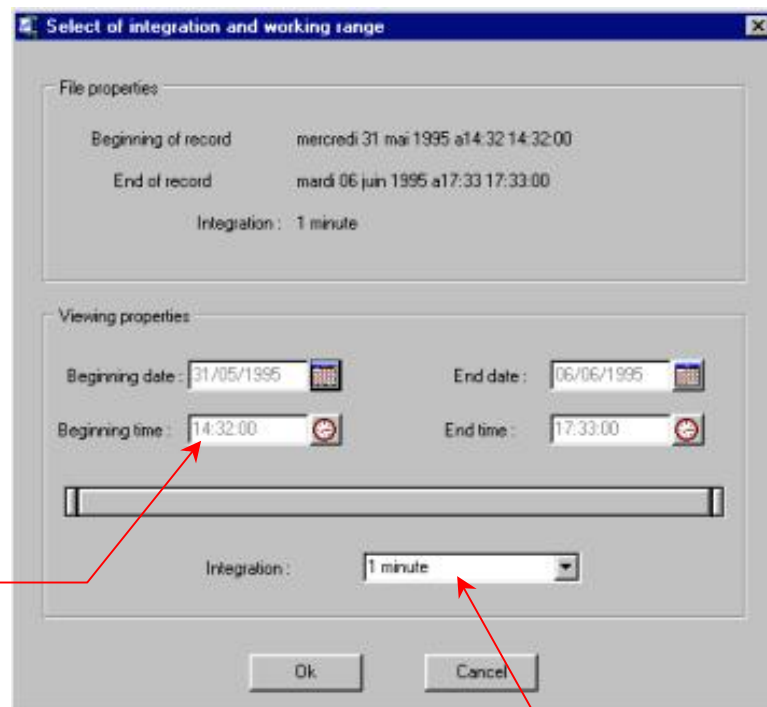 Select of integration and working range
File properties
Beginning of record mercredi 31 mai 1995 a14:32 14:32:00
End of record mardi 06 juin 1995 a17:33 17:33:00
Integration : 1 minute
Viewing properties
Beginning date : 31/05/1995 End date : 06/06/1995
Beginning time : 14:32:00 End time : 17:33:00
Integration : 1 minute
Ok Cancel